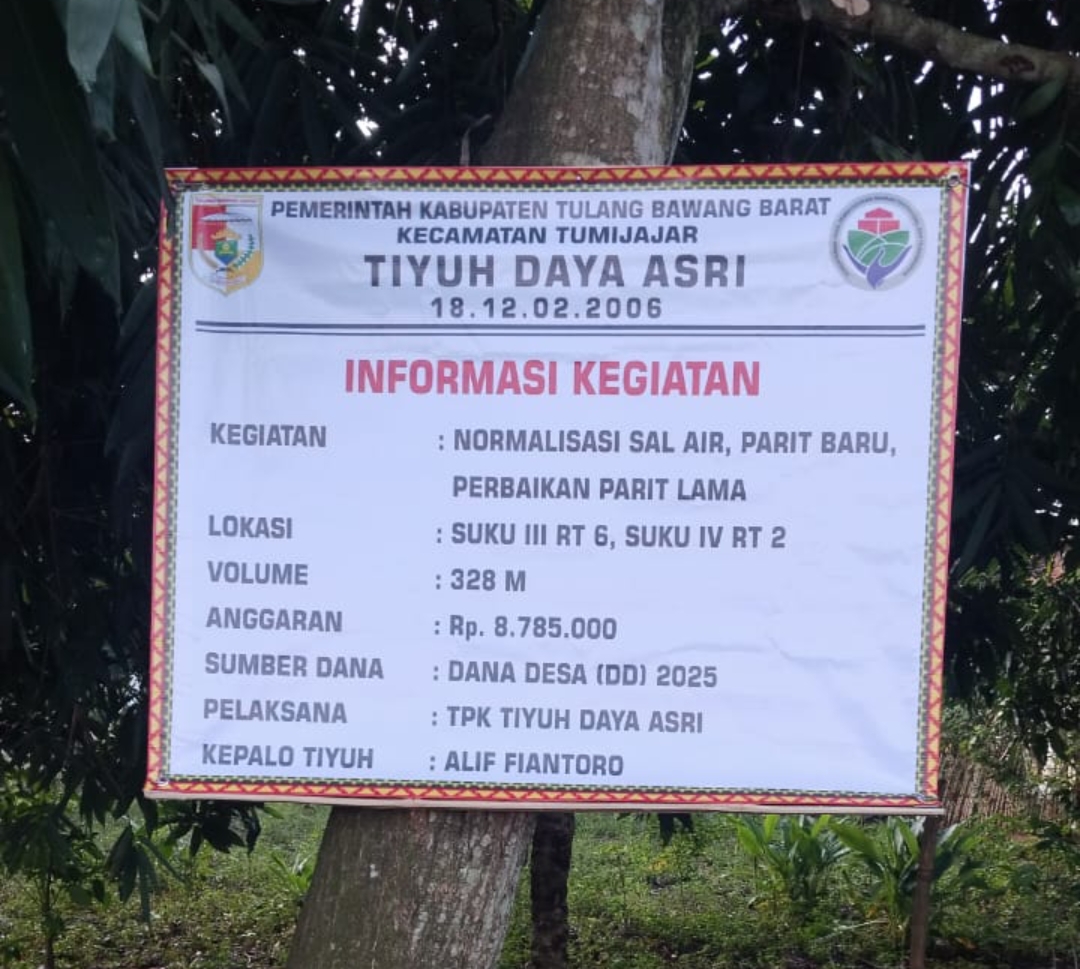 PEMERINTAH KABUPATEN TULANG BAWANG BARAT
KECAMATAN TUMIJAJAR
TIYUH DAYA ASRI
18.12.02.2006
INFORMASI KEGIATAN
KEGIATAN : NORMALISASI SAL AIR, PARIT BARU,
PERBAIKAN PARIT LAMA
LOKASI : SUKU III RT 6, SUKU IV RT 2
VOLUME : 328 M
ANGGARAN : Rp. 8.785.000
SUMBER DANA : DANA DESA (DD) 2025
PELAKSANA : TPK TIYUH DAYA ASRI
KEPALO TIYUH : ALIF FIANTORO